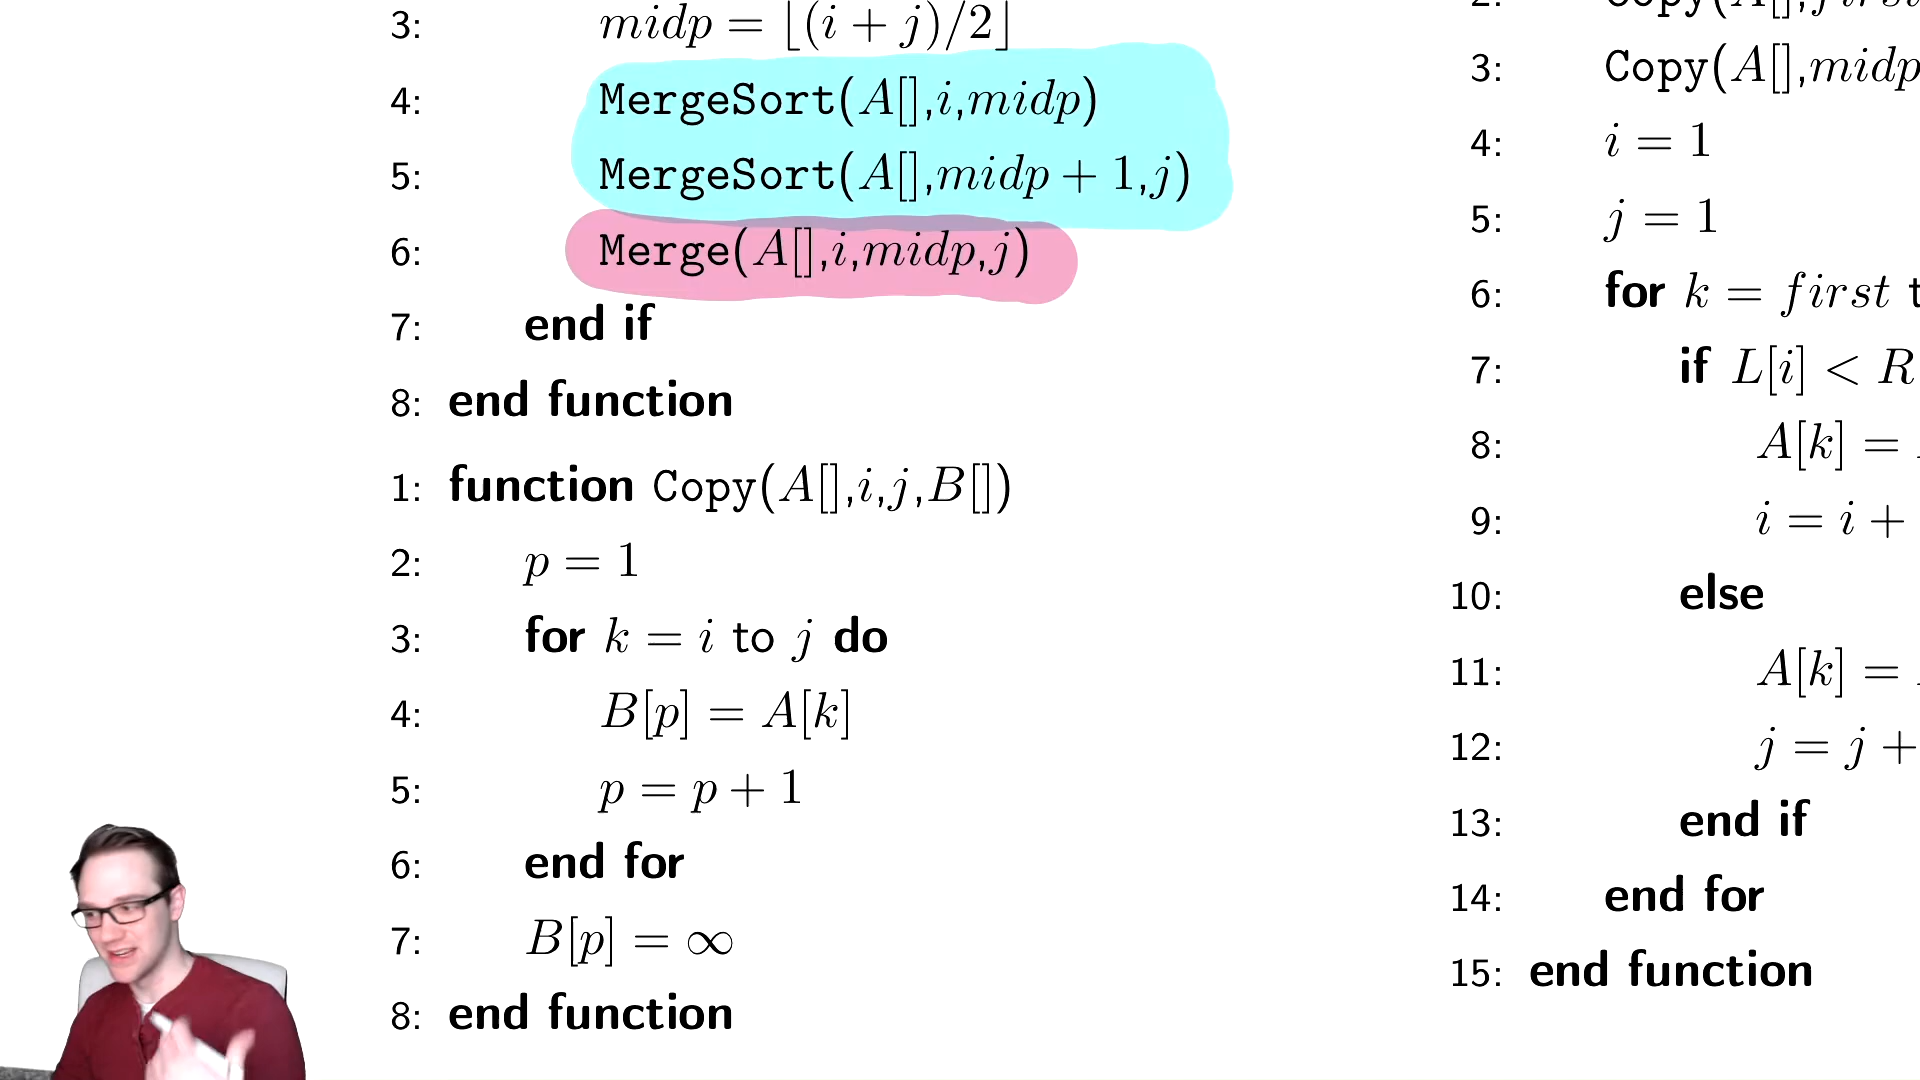 3: midp = ⌊(i + j)/2⌋
4: MergeSort(A[],i,midp)
5: MergeSort(A[],midp + 1,j)
6: Merge(A[],i,midp,j)
7: end if
8: end function
1: function Copy(A[],i,j,B[])
2: p = 1
3: for k = i to j do
4: B[p] = A[k]
5: p = p + 1
6: end for
7: B[p] = ∞
8: end function
2: Copy(A[],first
3: Copy(A[],midp
4: i = 1
5: j = 1
6: for k = first
7: if L[i] < R
8: A[k] =
9: i = i +
10: else
11: A[k] =
12: j = j +
13: end if
14: end for
15: end function